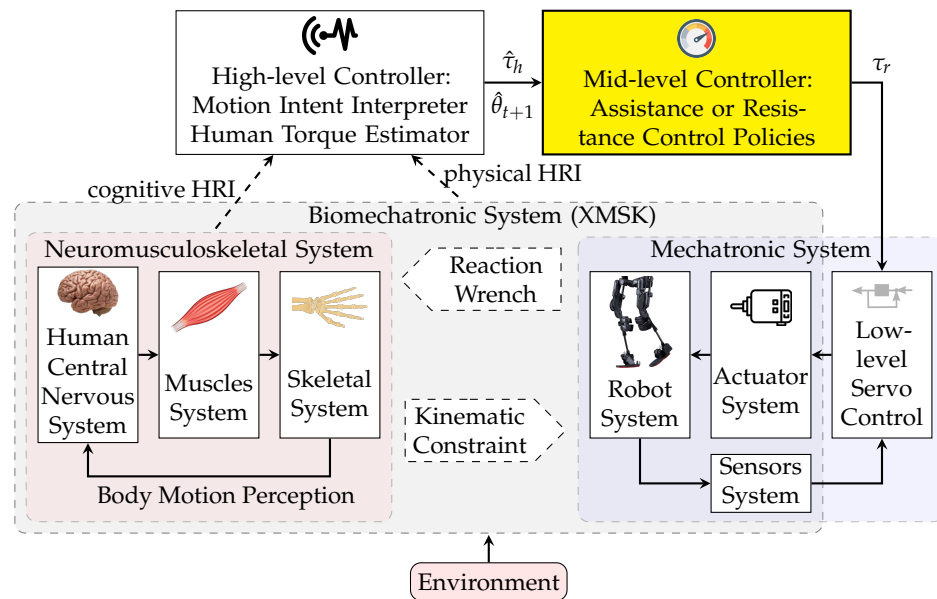 High-level Controller:
Motion Intent Interpreter
Human Torque Estimator
τ̂_h
θ̂_{t+1}
Mid-level Controller:
Assistance or Resis-
tance Control Policies
τ_r
cognitive HRI
physical HRI
Biomechatronic System (XMSK)
Neuromusculoskeletal System
Human
Central
Nervous
System
Muscles
System
Skeletal
System
Body Motion Perception
Reaction
Wrench
Kinematic
Constraint
Mechatronic System
Robot
System
Actuator
System
Low-
level
Servo
Control
Sensors
System
Environment